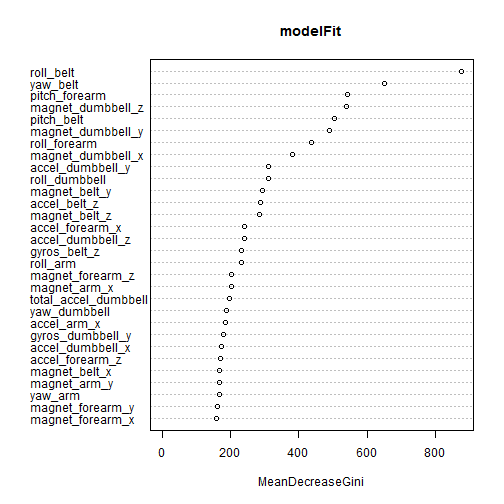 modelFit
roll_belt
yaw_belt
pitch_forearm
magnet_dumbbell_z
pitch_belt
magnet_dumbbell_y
roll_forearm
magnet_dumbbell_x
accel_dumbbell_y
roll_dumbbell
magnet_belt_y
accel_belt_z
magnet_belt_z
accel_forearm_x
accel_dumbbell_z
gyros_belt_z
roll_arm
magnet_forearm_z
magnet_arm_x
total_accel_dumbbell
yaw_dumbbell
accel_arm_x
gyros_dumbbell_y
accel_dumbbell_x
accel_forearm_z
magnet_belt_x
magnet_arm_y
yaw_arm
magnet_forearm_y
magnet_forearm_x
0 200 400 600 800
MeanDecreaseGini